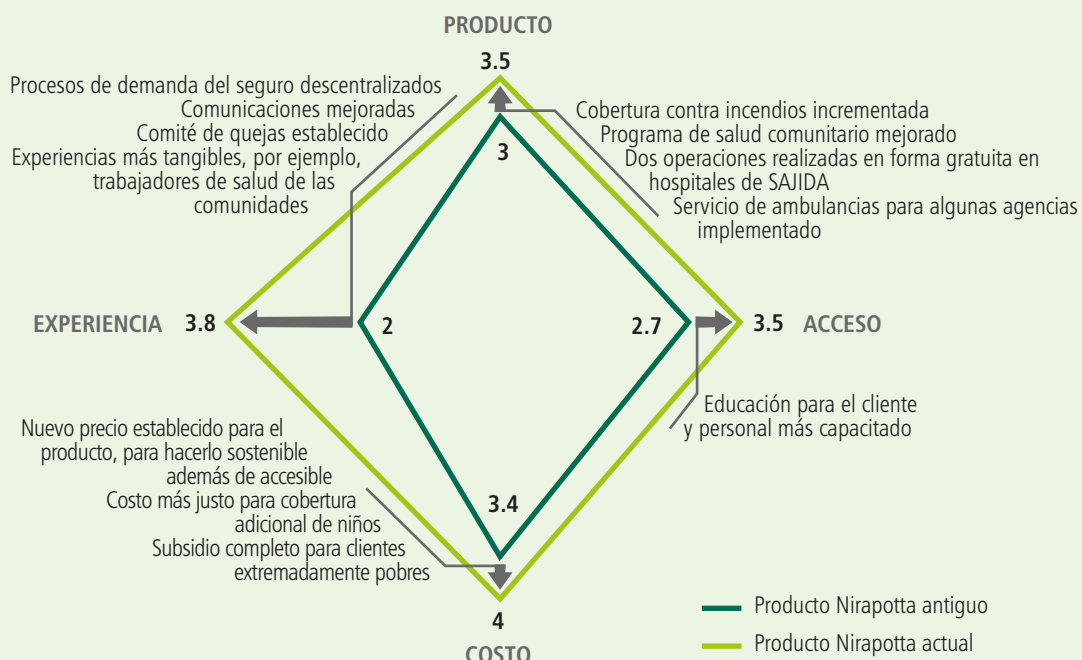 PRODUCTO
3.5
Procesos de demanda del seguro descentralizados
Comunicaciones mejoradas
Comité de quejas establecido
Experiencias más tangibles, por ejemplo,
trabajadores de salud de las
comunidades
Cobertura contra incendios incrementada
Programa de salud comunitario mejorado
Dos operaciones realizadas en forma gratuita en
hospitales de SAJIDA
Servicio de ambulancias para algunas agencias
implementado
3
EXPERIENCIA 3.8
2
2.7
3.5 ACCESO
Educación para el cliente
y personal más capacitado
Nuevo precio establecido para el
producto, para hacerlo sostenible
además de accesible
Costo más justo para cobertura
adicional de niños
Subsidio completo para clientes
extremadamente pobres
3.4
4
COSTO
Producto Nirapotta antiguo
Producto Nirapotta actual